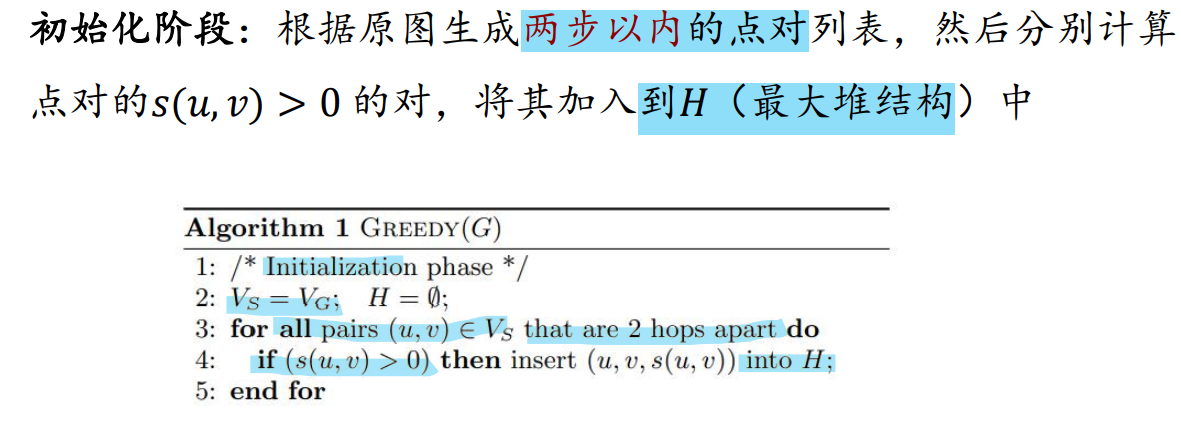 初始化阶段：根据原图生成两步以内的点对列表，然后分别计算
点对的s(u, v) > 0 的对，将其加入到H（最大堆结构）中
Algorithm 1 GREEDY(G)
1: /* Initialization phase */
2: V_S = V_G; H = ∅;
3: for all pairs (u, v) ∈ V_S that are 2 hops apart do
4: if (s(u, v) > 0) then insert (u, v, s(u, v)) into H;
5: end for